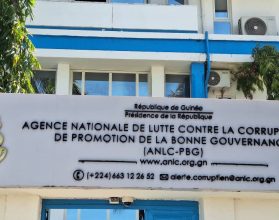 République de Guinée
Présidence de la République
AGENCE NATIONALE DE LUTTE CONTRE LA CORRUP
DE PROMOTION DE LA BONNE GOUVERNANC
(ANLC-PBG)
www.anlc.org.gn
(+224) 663 12 26 52 alerte.corruption@anlc.org.gn